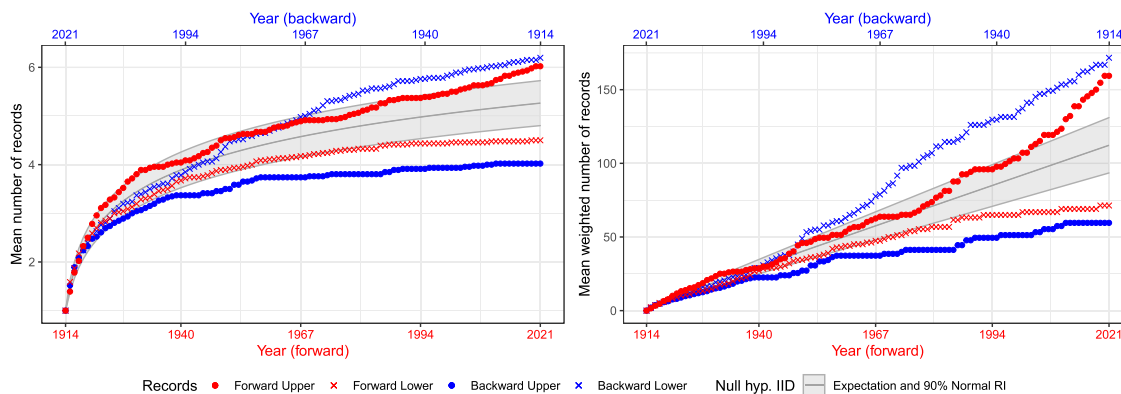 Year (backward)
2021 1994 1967 1940 1914
Mean number of records
6
4
2
1914 1940 1967 1994 2021
Year (forward)
Year (backward)
2021 1994 1967 1940 1914
Mean weighted number of records
150
100
50
0
1914 1940 1967 1994 2021
Year (forward)
Records Forward Upper Forward Lower Backward Upper Backward Lower Null hyp. IID Expectation and 90% Normal RI